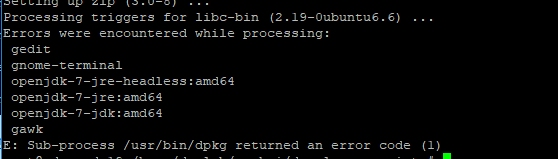 Setting up zip (3.0-8) ...
Processing triggers for libc-bin (2.19-0ubuntu6.6) ...
Errors were encountered while processing:
gedit
gnome-terminal
openjdk-7-jre-headless:amd64
openjdk-7-jre:amd64
openjdk-7-jdk:amd64
gawk
E: Sub-process /usr/bin/dpkg returned an error code (1)